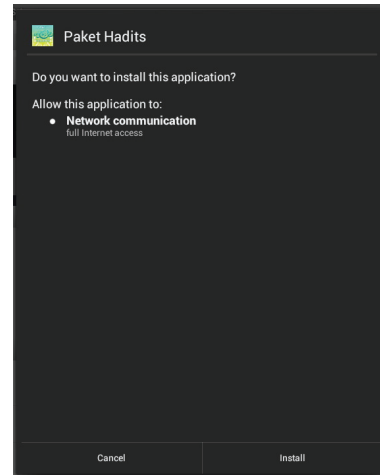 Paket Hadits
Do you want to install this application?
Allow this application to:
● Network communication
full Internet access
Cancel Install